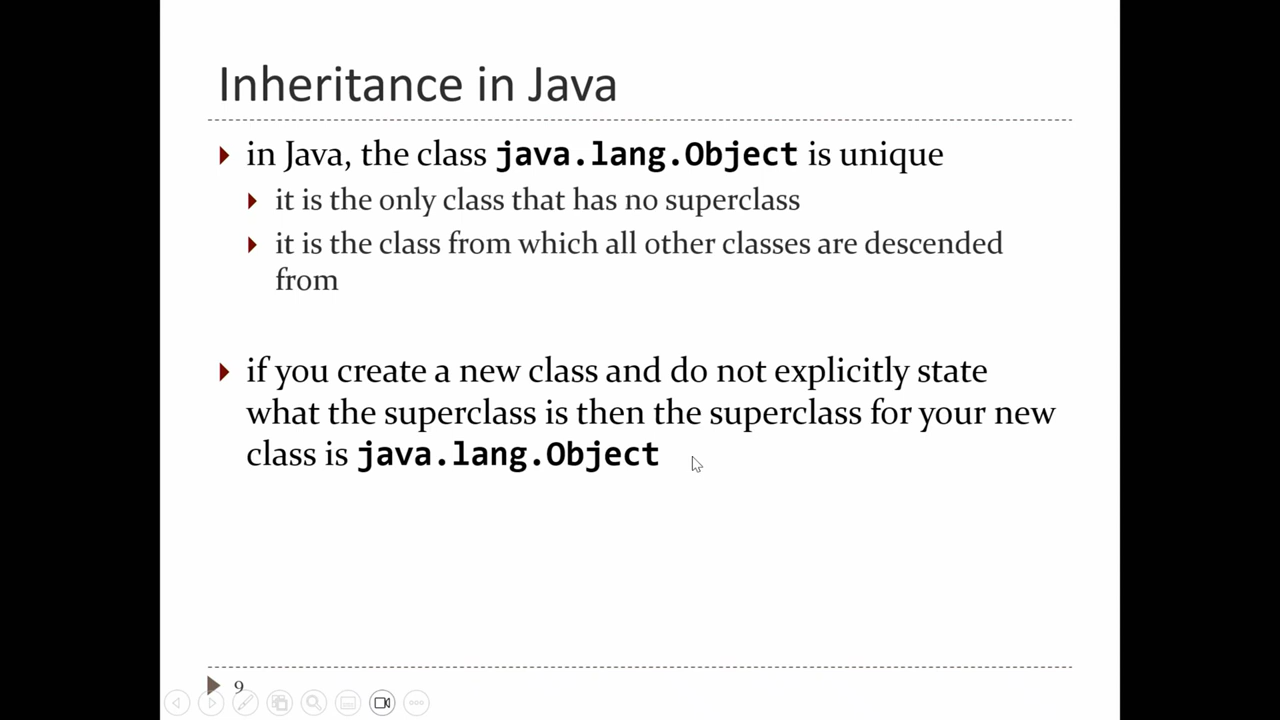 Inheritance in Java
in Java, the class java.lang.Object is unique
it is the only class that has no superclass
it is the class from which all other classes are descended
from
if you create a new class and do not explicitly state
what the superclass is then the superclass for your new
class is java.lang.Object
9